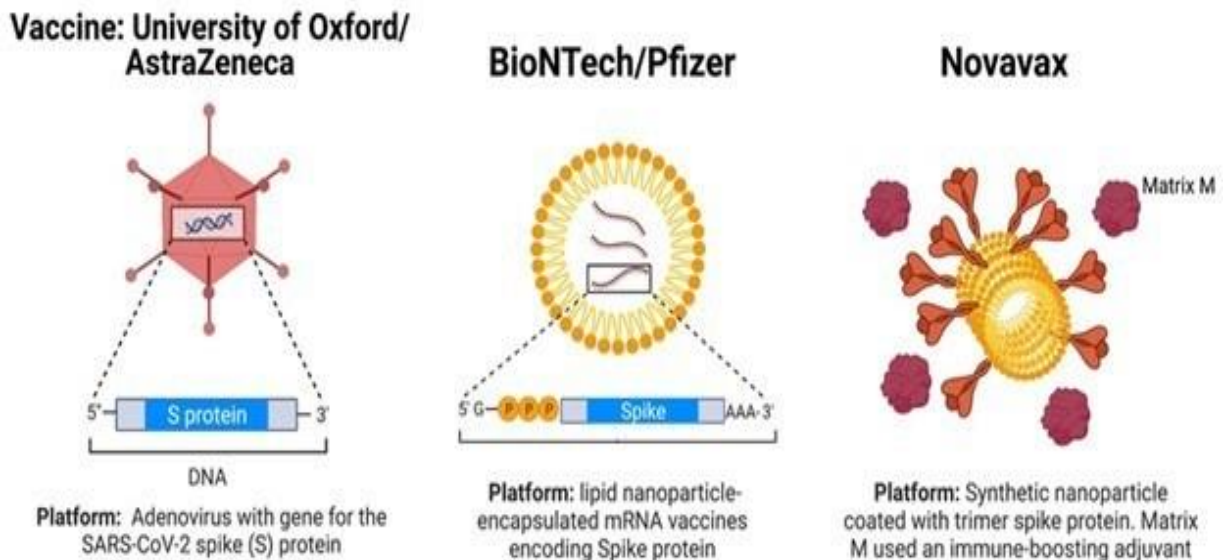 Vaccine: University of Oxford/
AstraZeneca
BioNTech/Pfizer
Novavax
Matrix M
5' S protein 3'
DNA
5' G P P P Spike AAA-3'
Platform: Adenovirus with gene for the
SARS-CoV-2 spike (S) protein
Platform: lipid nanoparticle-
encapsulated mRNA vaccines
encoding Spike protein
Platform: Synthetic nanoparticle
coated with trimer spike protein. Matrix
M used an immune-boosting adjuvant